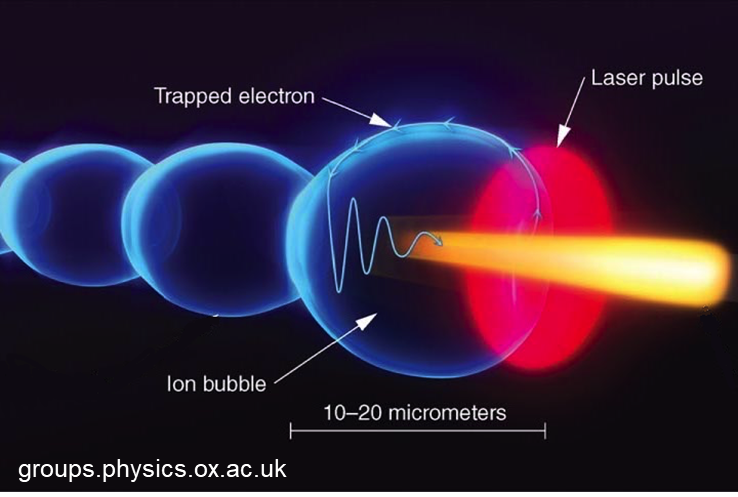 Laser pulse
Trapped electron
Ion bubble
10–20 micrometers
groups.physics.ox.ac.uk